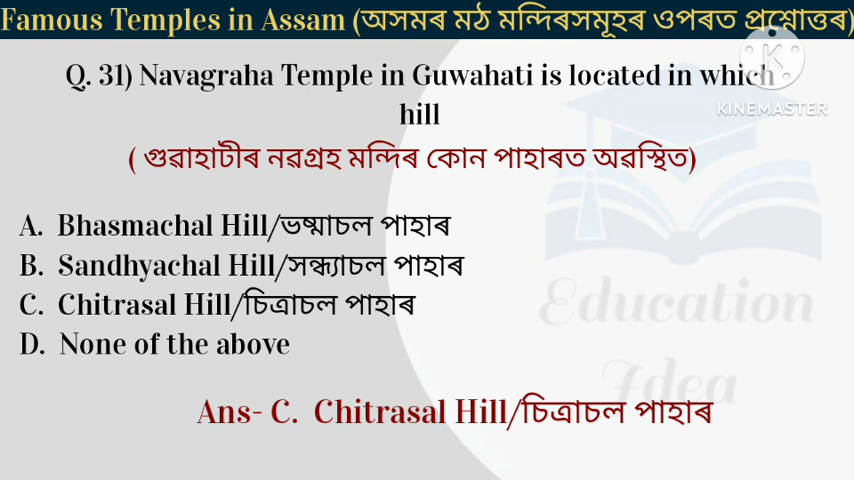 Famous Temples in Assam (অসমৰ মঠ মন্দিৰসমূহৰ ওপৰত প্ৰশ্নোত্তৰ)
Q. 31) Navagraha Temple in Guwahati is located in which
KINEMASTER
hill
( গুৱাহাটীৰ নৱগ্ৰহ মন্দিৰ কোন পাহাৰত অৱস্থিত)
A. Bhasmachal Hill/ভষ্মাচল পাহাৰ
B. Sandhyachal Hill/সন্ধ্যাচল পাহাৰ
C. Chitrasal Hill/চিত্ৰাচল পাহাৰ
D. None of the above
Education
Idea
Ans- C. Chitrasal Hill/চিত্ৰাচল পাহাৰ